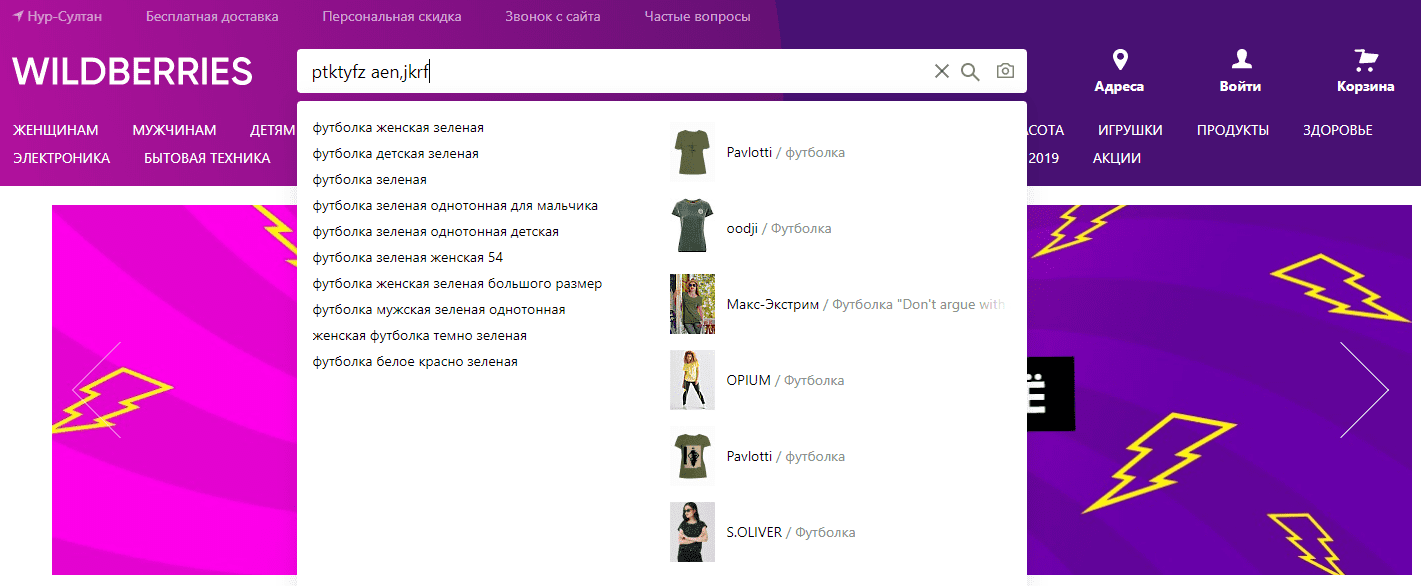 Нур-Султан Бесплатная доставка Персональная скидка Звонок с сайта Частые вопросы
WILDBERRIES
ptktyfz aen,jkrf
Адреса Войти Корзина
ЖЕНЩИНАМ МУЖЧИНАМ ДЕТЯМ АСОТА ИГРУШКИ ПРОДУКТЫ ЗДОРОВЬЕ
ЭЛЕКТРОНИКА БЫТОВАЯ ТЕХНИКА 2019 АКЦИИ
футболка женская зеленая
футболка детская зеленая
футболка зеленая
футболка зеленая однотонная для мальчика
футболка зеленая однотонная детская
футболка зеленая женская 54
футболка женская зеленая большого размер
футболка мужская зеленая однотонная
женская футболка темно зеленая
футболка белое красно зеленая
Pavlotti / футболка
oodji / Футболка
Макс-Экстрим / Футболка "Don't argue with
OPIUM / Футболка
Pavlotti / футболка
S.OLIVER / Футболка
Ё